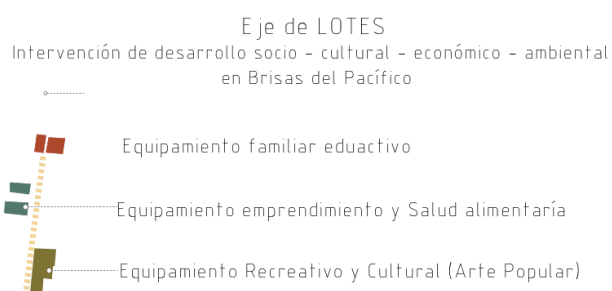 Eje de LOTES
Intervención de desarrollo socio - cultural - económico - ambiental
en Brisas del Pacífico
Equipamiento familiar eduactivo
Equipamiento emprendimiento y Salud alimentaría
Equipamiento Recreativo y Cultural (Arte Popular)